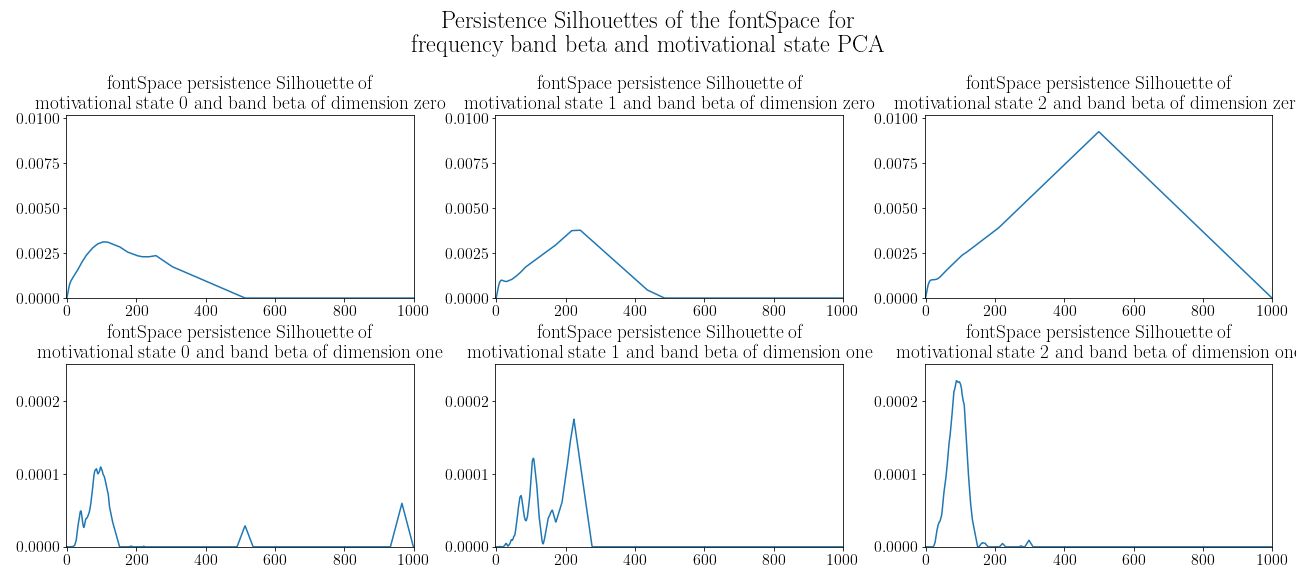 Persistence Silhouettes of the fontSpace for
frequency band beta and motivational state PCA
fontSpace persistence Silhouette of
motivational state 0 and band beta of dimension zero
fontSpace persistence Silhouette of
motivational state 1 and band beta of dimension zero
fontSpace persistence Silhouette of
motivational state 2 and band beta of dimension zer
0.0100
0.0075
0.0050
0.0025
0.0000
0 200 400 600 800 1000
0.0100
0.0075
0.0050
0.0025
0.0000
0 200 400 600 800 1000
0.0100
0.0075
0.0050
0.0025
0.0000
0 200 400 600 800 1000
fontSpace persistence Silhouette of
motivational state 0 and band beta of dimension one
fontSpace persistence Silhouette of
motivational state 1 and band beta of dimension one
fontSpace persistence Silhouette of
motivational state 2 and band beta of dimension one
0.0002
0.0001
0.0000
0 200 400 600 800 1000
0.0002
0.0001
0.0000
0 200 400 600 800 1000
0.0002
0.0001
0.0000
0 200 400 600 800 1000